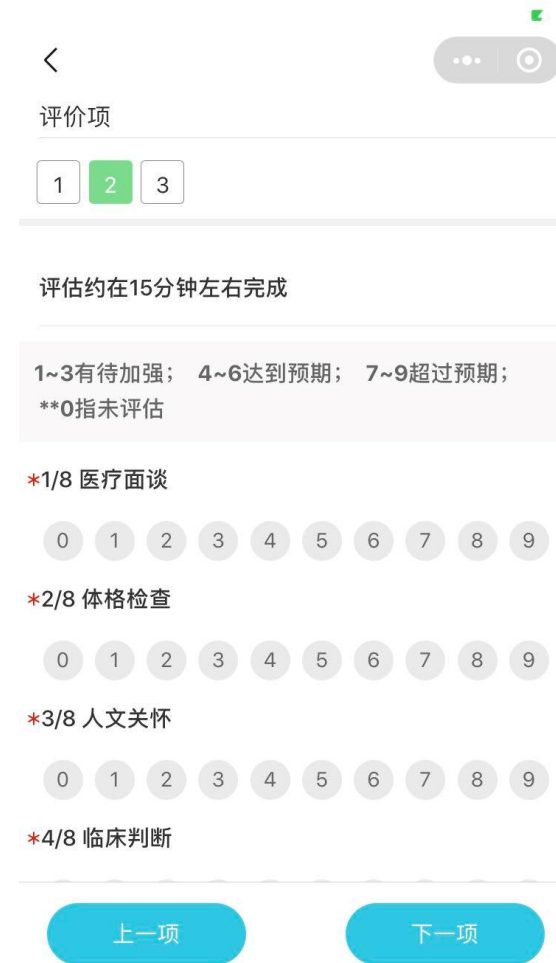 评价项
1 2 3
评估约在15分钟左右完成
1~3有待加强； 4~6达到预期； 7~9超过预期；
**0指未评估
*1/8 医疗面谈
0 1 2 3 4 5 6 7 8 9
*2/8 体格检查
0 1 2 3 4 5 6 7 8 9
*3/8 人文关怀
0 1 2 3 4 5 6 7 8 9
*4/8 临床判断
上一项 下一项